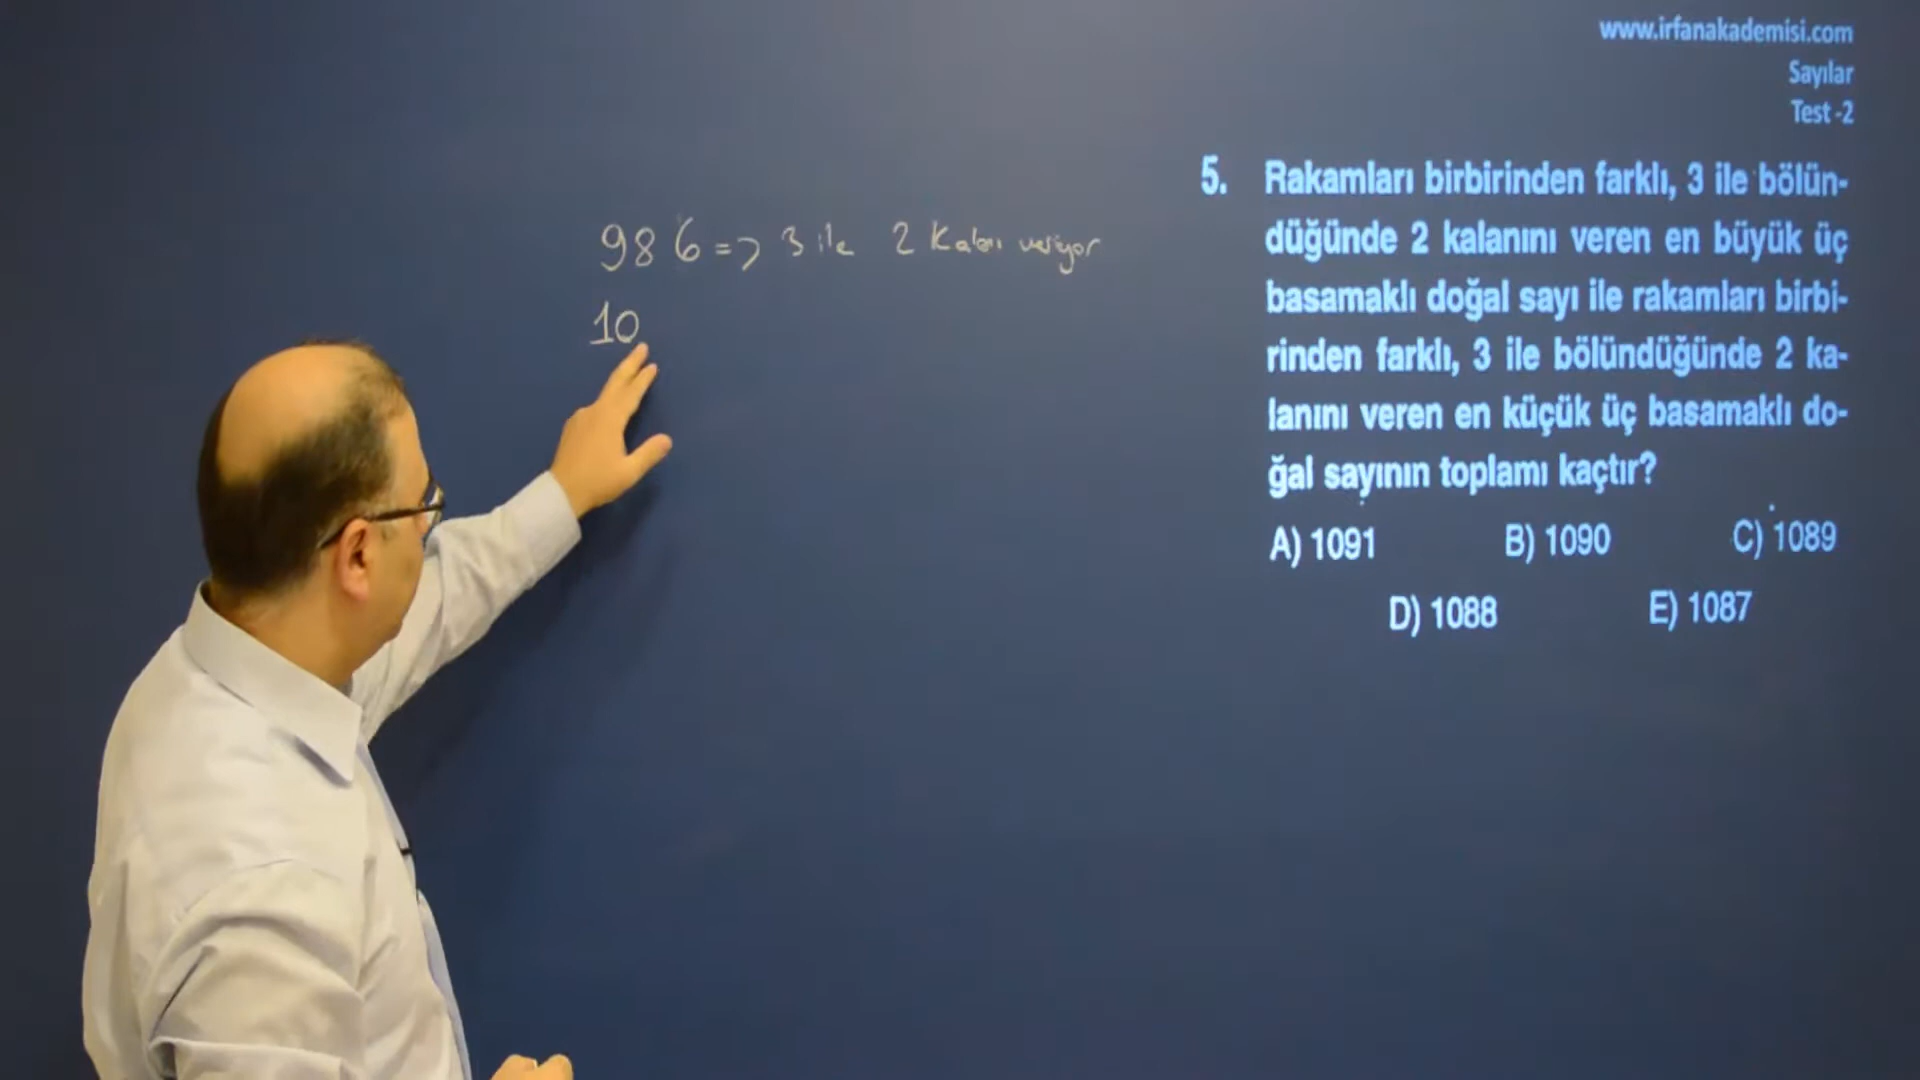 www.irfanakademisi.com
Sayılar
Test -2
5. Rakamları birbirinden farklı, 3 ile bölün-
düğünde 2 kalanını veren en büyük üç
basamaklı doğal sayı ile rakamları birbi-
rinden farklı, 3 ile bölündüğünde 2 ka-
lanını veren en küçük üç basamaklı do-
ğal sayının toplamı kaçtır?
A) 1091 B) 1090 C) 1089
D) 1088 E) 1087
986 => 3 ile 2 kalanı veriyor
10